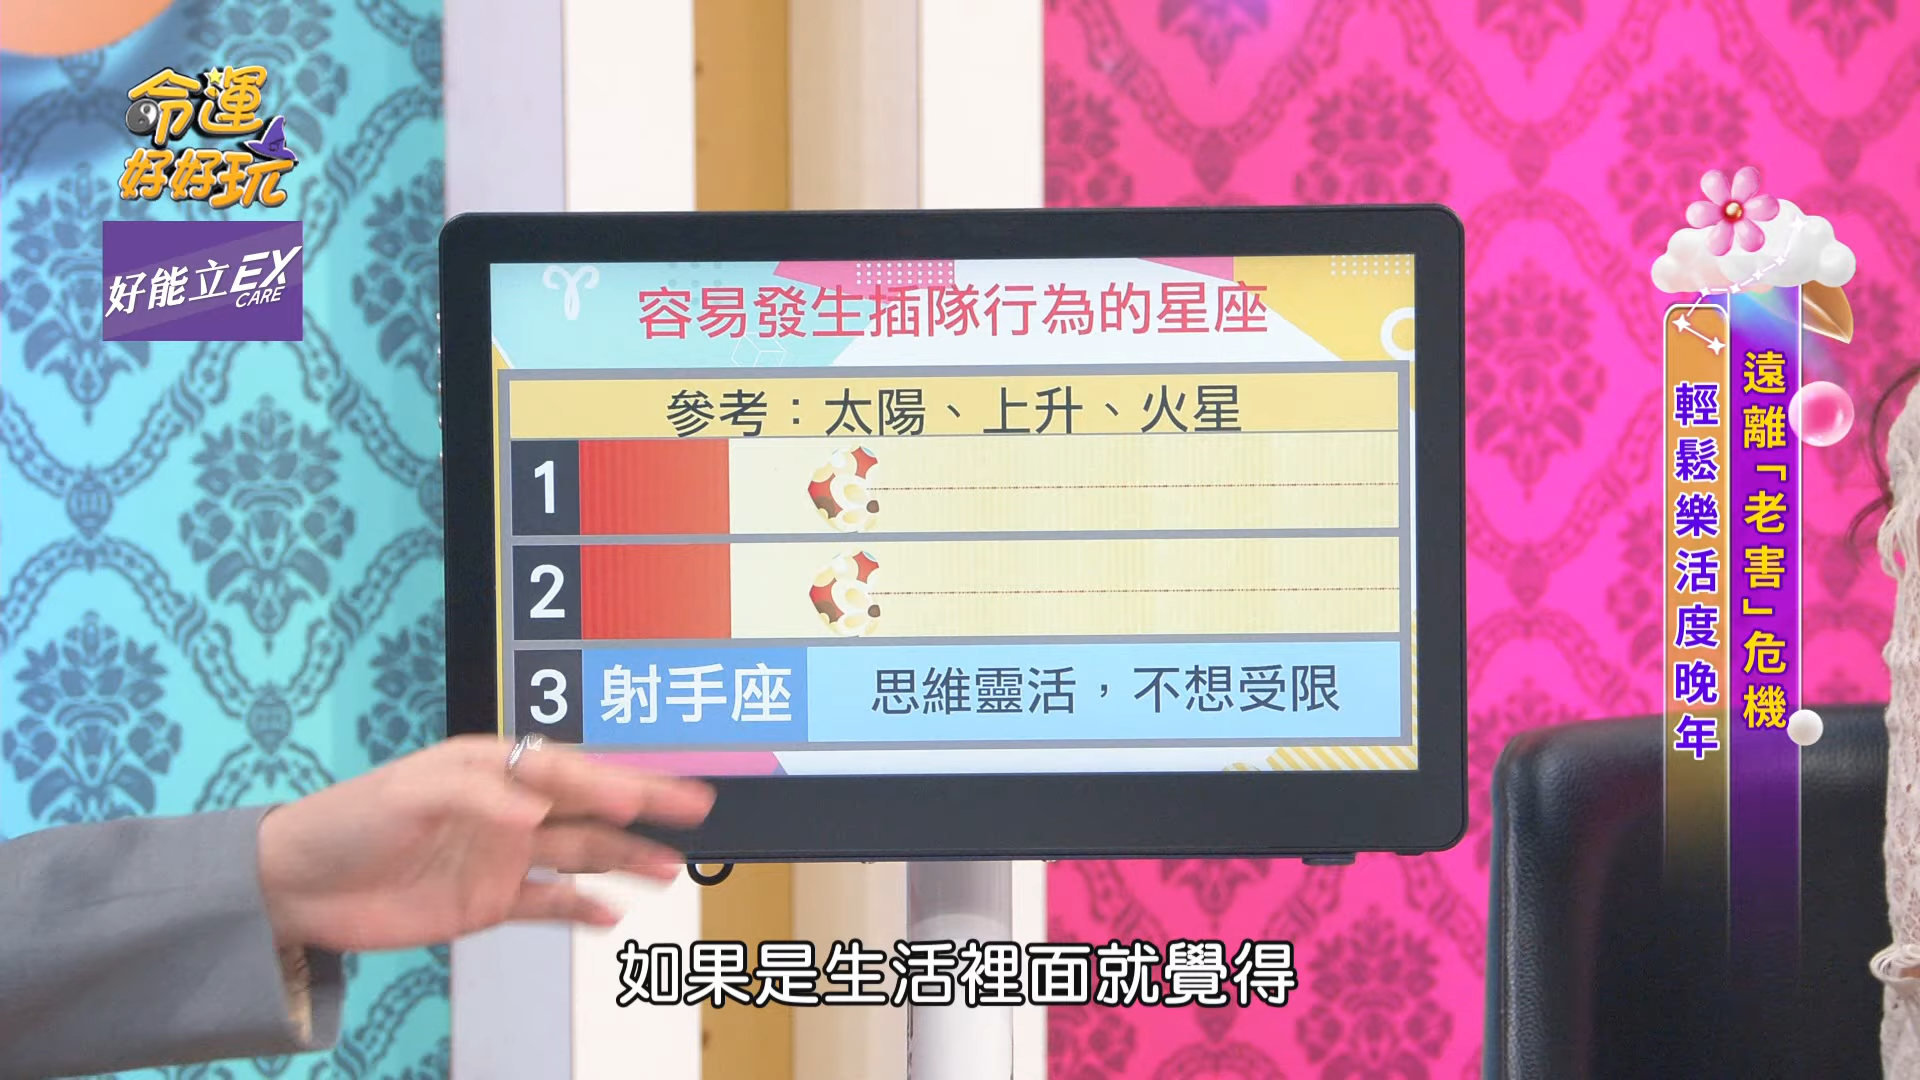 命運
好好玩
好能立EX
CARE
容易發生插隊行為的星座
參考：太陽、上升、火星
1
2
3 射手座 思維靈活，不想受限
遠離「老害」危機
輕鬆樂活度晚年
如果是生活裡面就覺得